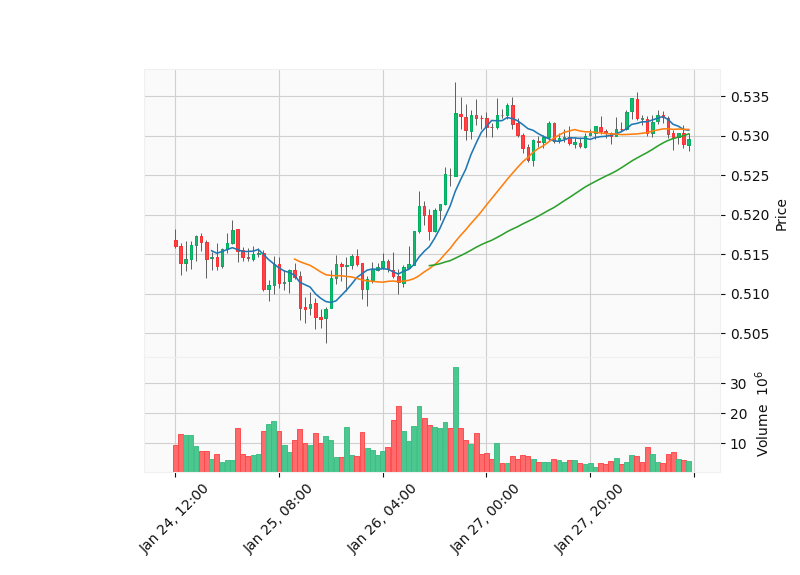 0.535
0.530
0.525
0.520
0.515
0.510
0.505
Price
30
20
10
Volume 10^6
Jan 24, 12:00
Jan 25, 08:00
Jan 26, 04:00
Jan 27, 00:00
Jan 27, 20:00